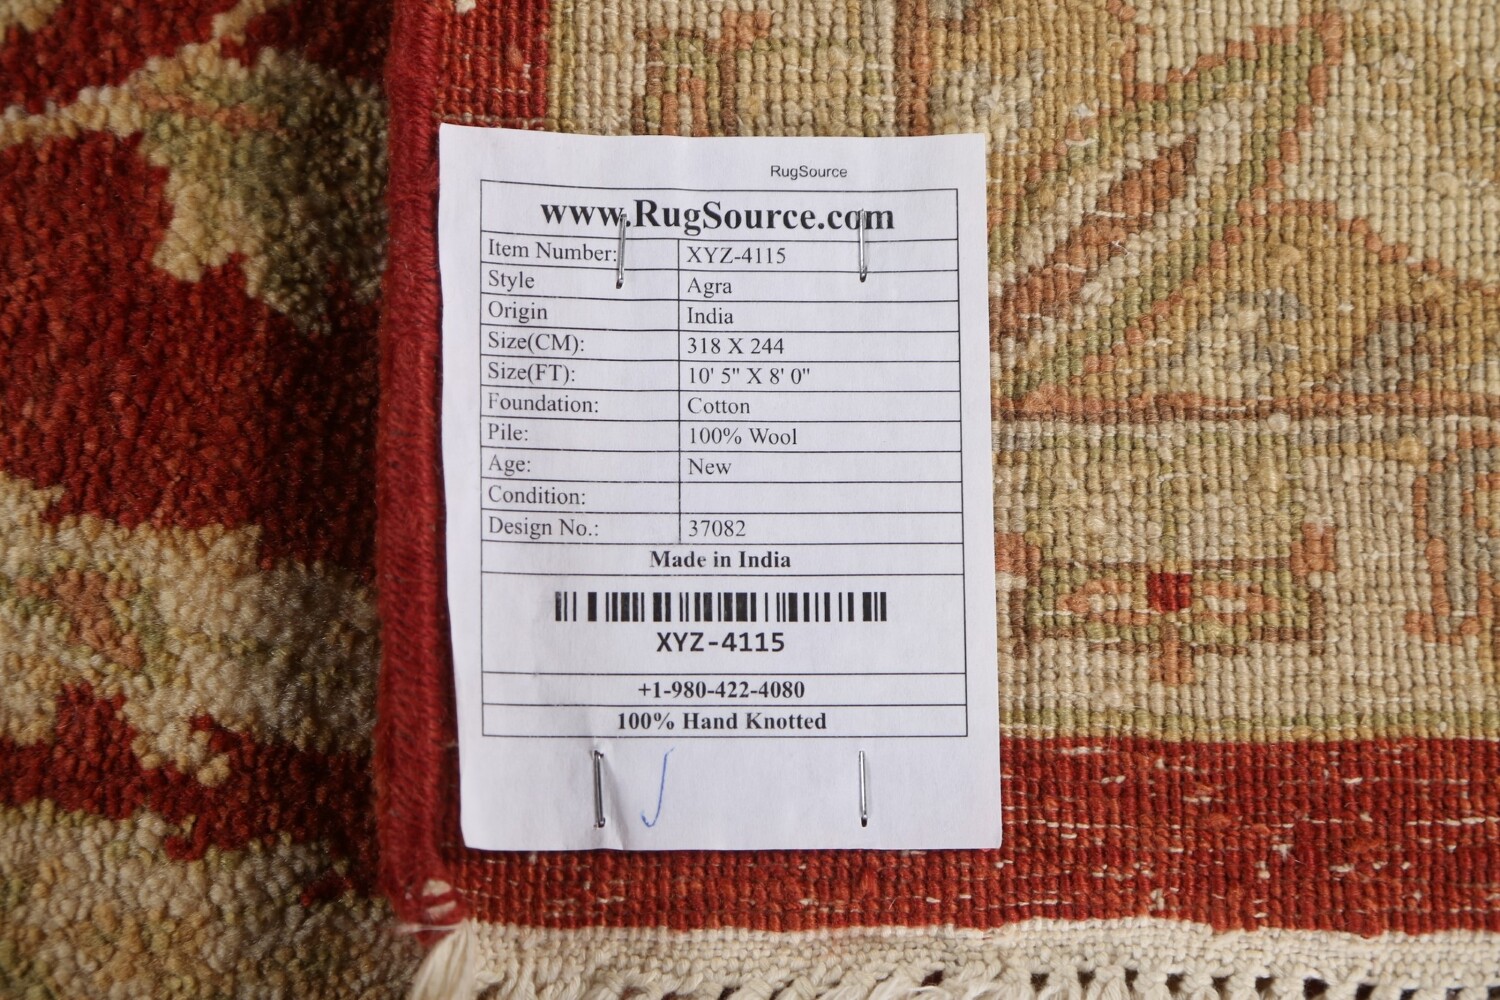 RugSource
www.RugSource.com
Item Number: XYZ-4115
Style Agra
Origin India
Size(CM): 318 X 244
Size(FT): 10' 5" X 8' 0"
Foundation: Cotton
Pile: 100% Wool
Age: New
Condition:
Design No.: 37082
Made in India
XYZ-4115
+1-980-422-4080
100% Hand Knotted